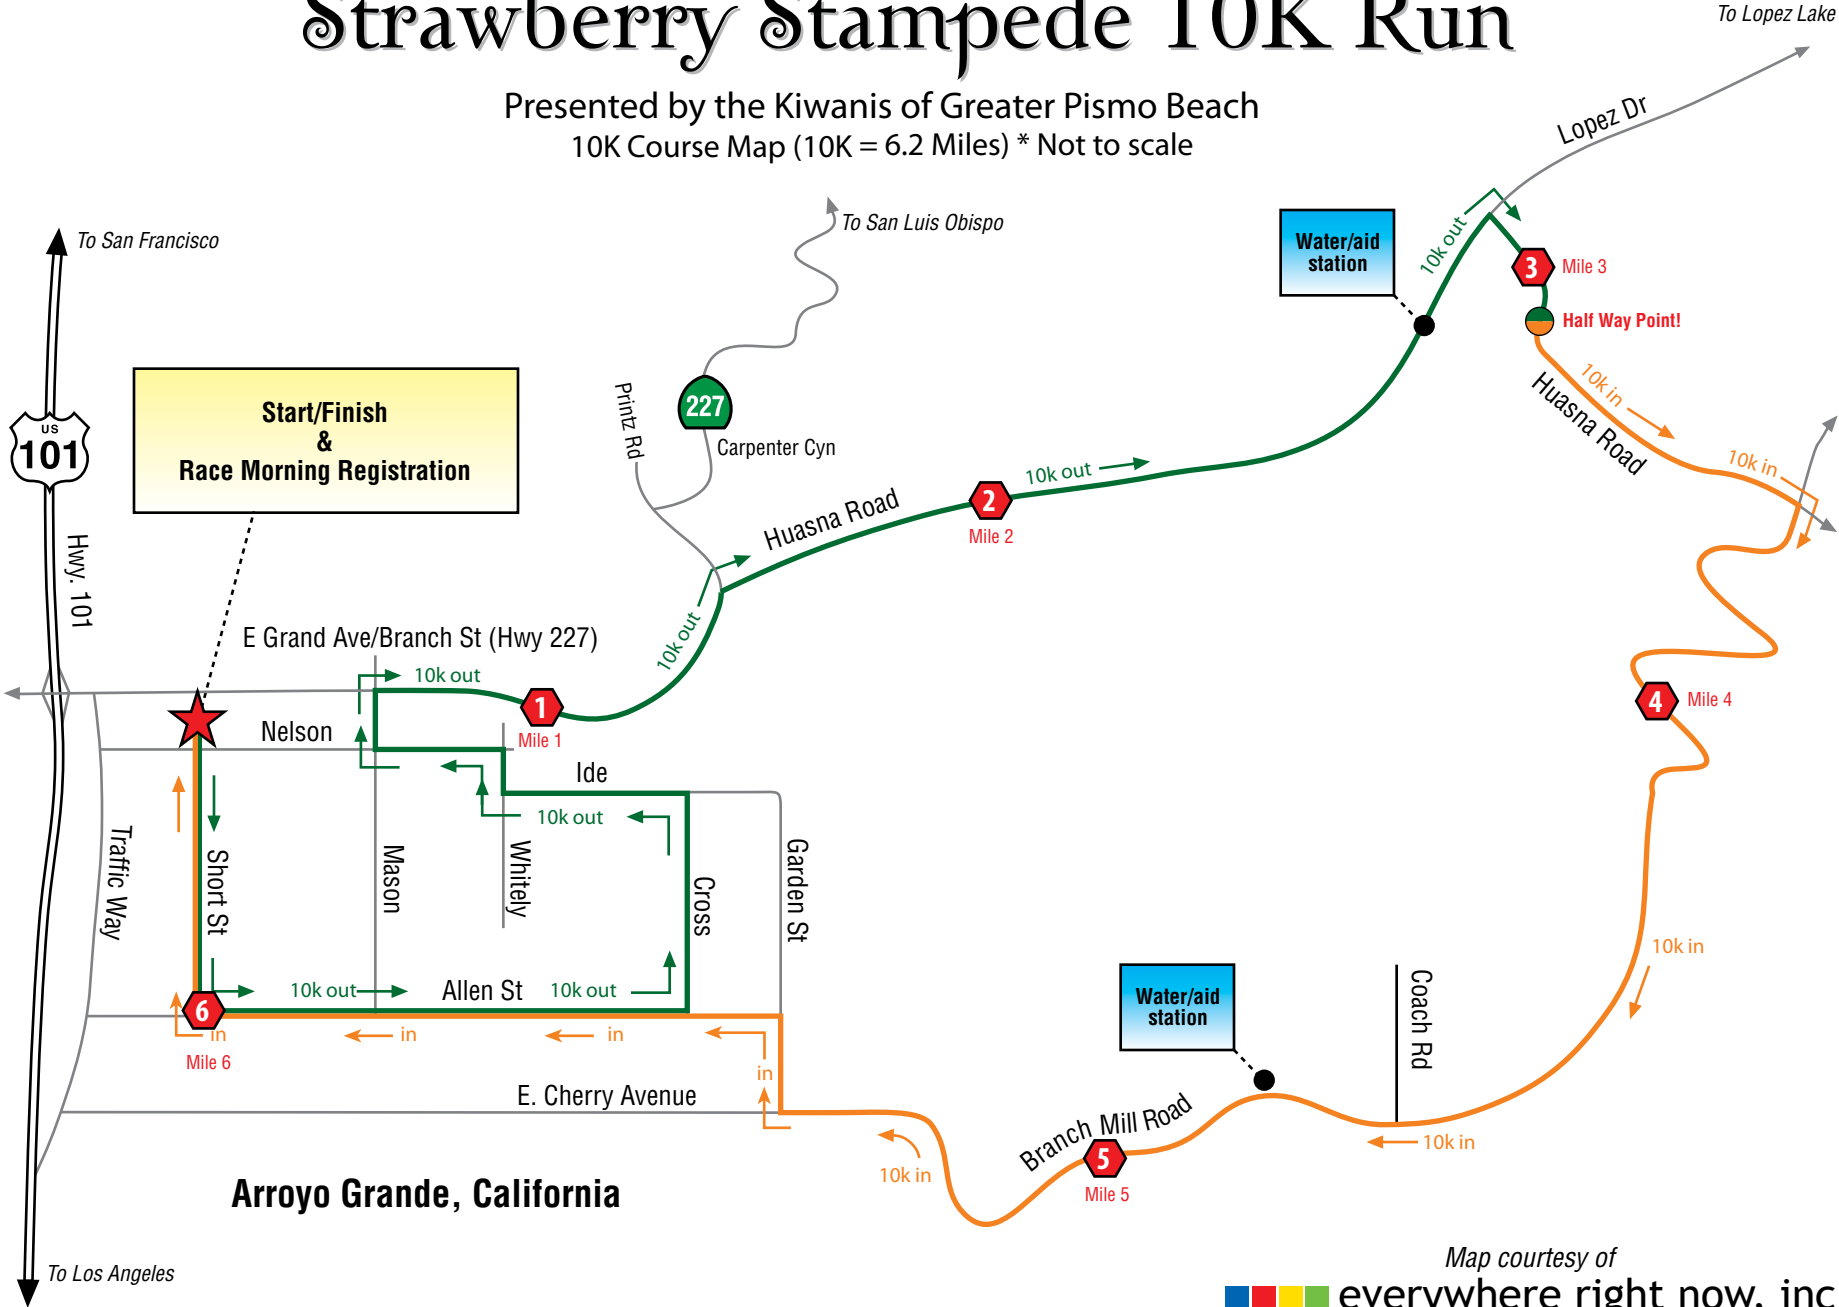 Strawberry Stampede 10K Run
To Lopez Lake
Presented by the Kiwanis of Greater Pismo Beach
10K Course Map (10K = 6.2 Miles) * Not to scale
Lopez Dr
To San Francisco
To San Luis Obispo
Water/aid
station
10k out
3
Mile 3
Half Way Point!
US
101
Hwy. 101
Start/Finish
&
Race Morning Registration
Printz Rd
227
Carpenter Cyn
10k in
Huasna Road
10k in
Huasna Road
2
Mile 2
10k out
10k out
E Grand Ave/Branch St (Hwy 227)
10k out
1
Mile 1
Nelson
4
Mile 4
Ide
10k out
Traffic Way
Short St
Mason
Whitely
Cross
Garden St
10k in
Water/aid
station
Coach Rd
10k out
Allen St
10k out
6
Mile 6
in
in
in
in
E. Cherry Avenue
Branch Mill Road
5
Mile 5
10k in
10k in
Arroyo Grande, California
To Los Angeles
Map courtesy of
everywhere right now, inc